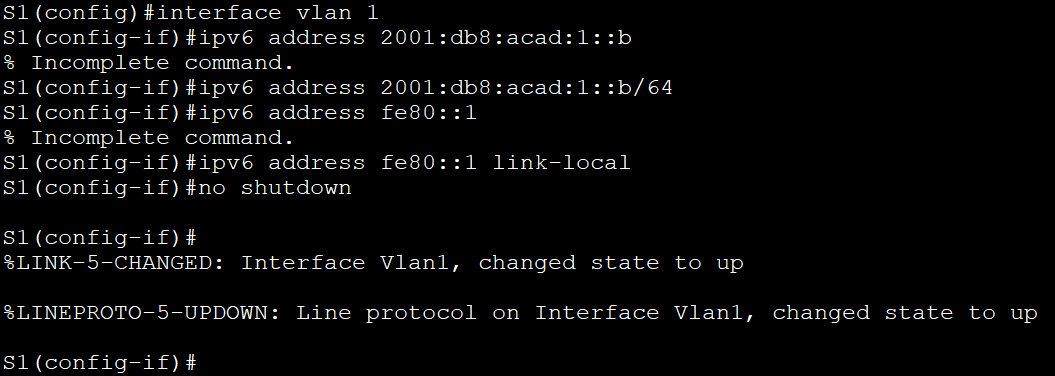 S1(config)#interface vlan 1
S1(config-if)#ipv6 address 2001:db8:acad:1::b
% Incomplete command.
S1(config-if)#ipv6 address 2001:db8:acad:1::b/64
S1(config-if)#ipv6 address fe80::1
% Incomplete command.
S1(config-if)#ipv6 address fe80::1 link-local
S1(config-if)#no shutdown
S1(config-if)#
%LINK-5-CHANGED: Interface Vlan1, changed state to up
%LINEPROTO-5-UPDOWN: Line protocol on Interface Vlan1, changed state to up
S1(config-if)#